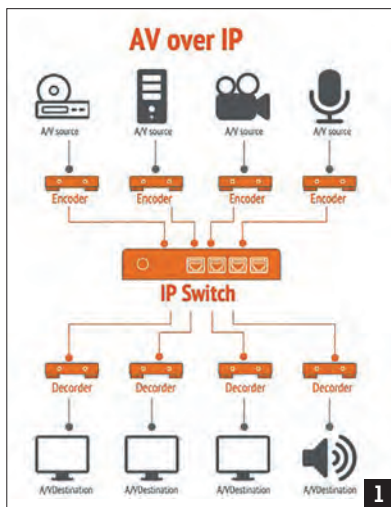 AV over IP
A/V source A/V source A/V source A/V source
Encoder Encoder Encoder Encoder
IP Switch
Decorder Decorder Decorder Decorder
A/VDestination A/VDestination A/VDestination A/VDestination
1